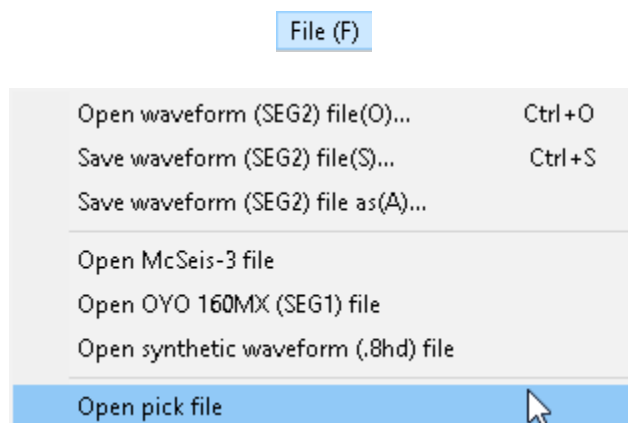 File (F)
Open waveform (SEG2) file(O)... Ctrl+O
Save waveform (SEG2) file(S)... Ctrl+S
Save waveform (SEG2) file as(A)...
Open McSeis-3 file
Open OYO 160MX (SEG1) file
Open synthetic waveform (.8hd) file
Open pick file